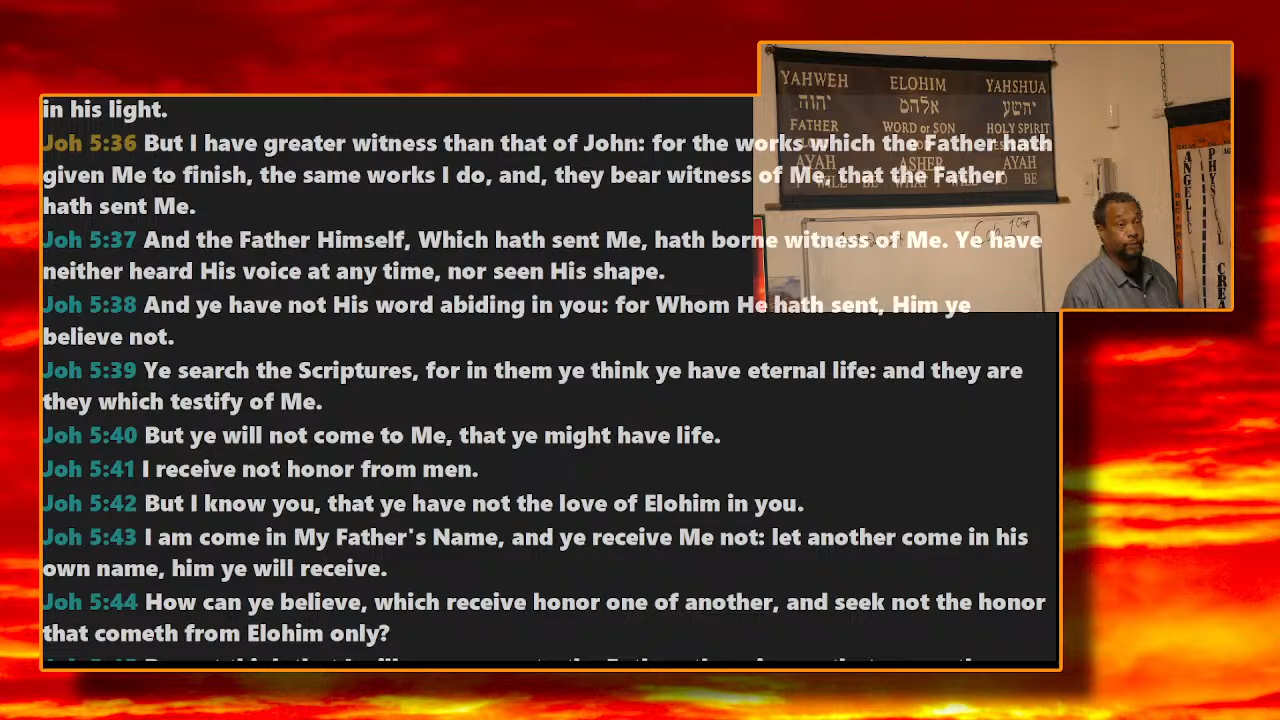 in his light.
Joh 5:36 But I have greater witness than that of John: for the works which the Father hath
given Me to finish, the same works I do, and, they bear witness of Me, that the Father
hath sent Me.
Joh 5:37 And the Father Himself, Which hath sent Me, hath borne witness of Me. Ye have
neither heard His voice at any time, nor seen His shape.
Joh 5:38 And ye have not His word abiding in you: for Whom He hath sent, Him ye
believe not.
Joh 5:39 Ye search the Scriptures, for in them ye think ye have eternal life: and they are
they which testify of Me.
Joh 5:40 But ye will not come to Me, that ye might have life.
Joh 5:41 I receive not honor from men.
Joh 5:42 But I know you, that ye have not the love of Elohim in you.
Joh 5:43 I am come in My Father's Name, and ye receive Me not: let another come in his
own name, him ye will receive.
Joh 5:44 How can ye believe, which receive honor one of another, and seek not the honor
that cometh from Elohim only?
YAHWEH ELOHIM YAHSHUA
יהוה אלהם יהשע
FATHER WORD or SON HOLY SPIRIT
AYAH ASHER AYAH
WILL BE WHAT I WILL TO BE
ANGELIC
PHYSICAL
CREA